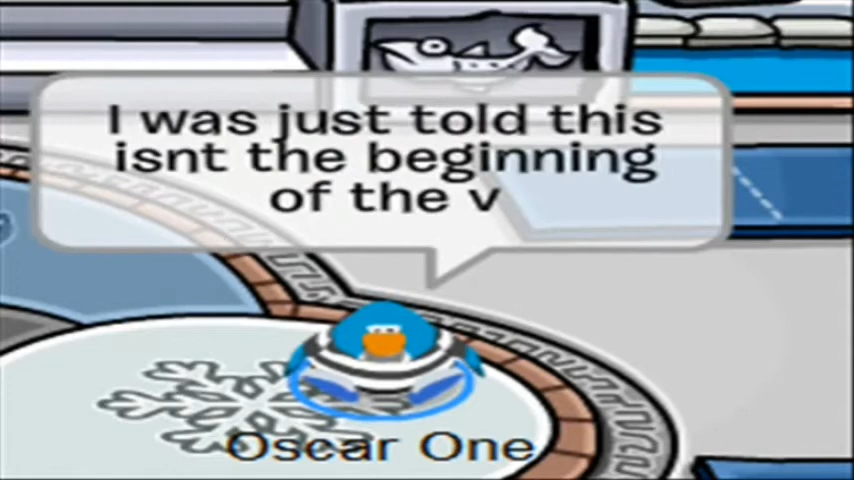 I was just told this
isnt the beginning
of the v
Oscar One